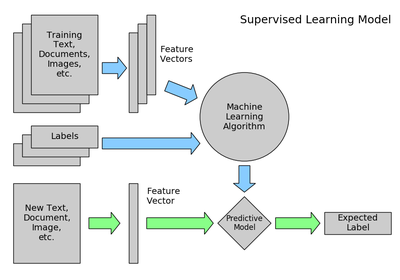 Supervised Learning Model
Training
Text,
Documents,
Images,
etc.
Feature
Vectors
Machine
Learning
Algorithm
Labels
New Text,
Document,
Image,
etc.
Feature
Vector
Predictive
Model
Expected
Label